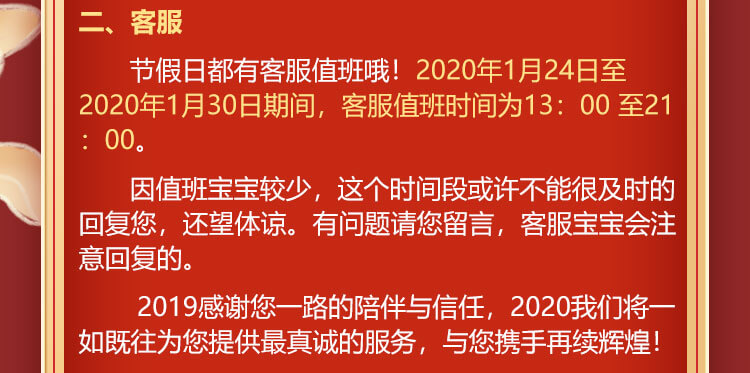 二、客服
节假日都有客服值班哦！2020年1月24日至
2020年1月30日期间，客服值班时间为13：00 至21
：00。
因值班宝宝较少，这个时间段或许不能很及时的
回复您，还望体谅。有问题请您留言，客服宝宝会注
意回复的。
2019感谢您一路的陪伴与信任，2020我们将一
如既往为您提供最真诚的服务，与您携手再续辉煌！